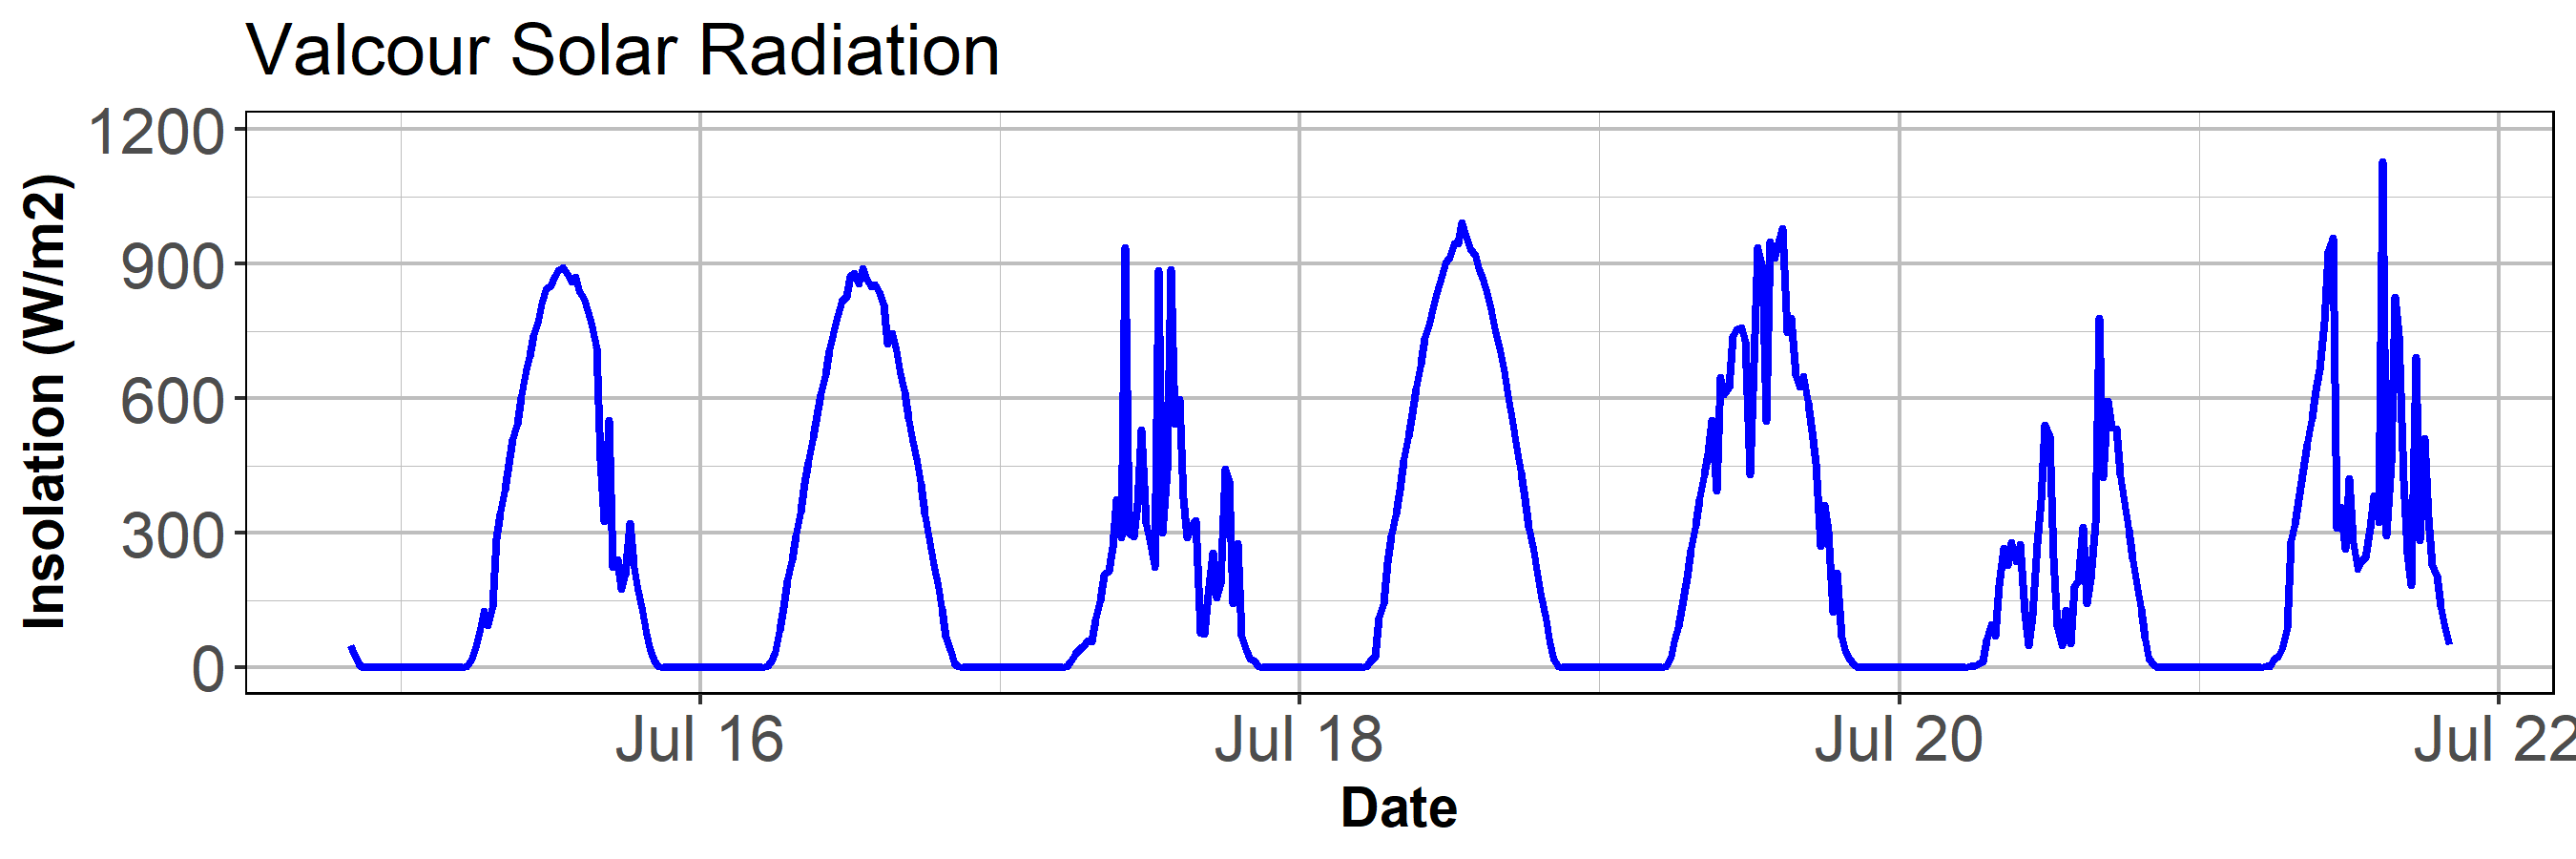 Valcour Solar Radiation
Insolation (W/m2)
1200
900
600
300
0
Jul 16
Jul 18
Jul 20
Jul 22
Date